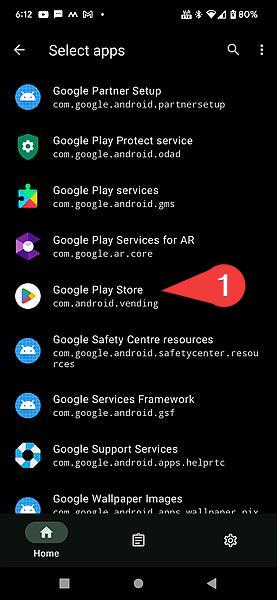 6:12 80%
Select apps
Google Partner Setup
com.google.android.partnersetup
Google Play Protect service
com.google.android.odad
Google Play services
com.google.android.gms
Google Play Services for AR
com.google.ar.core
Google Play Store
com.android.vending
1
Google Safety Centre resources
com.google.android.safetycenter.resou
rces
Google Services Framework
com.google.android.gsf
Google Support Services
com.google.android.apps.helprtc
Google Wallpaper Images
com.google.android.apps.wallpaper.pix
Home